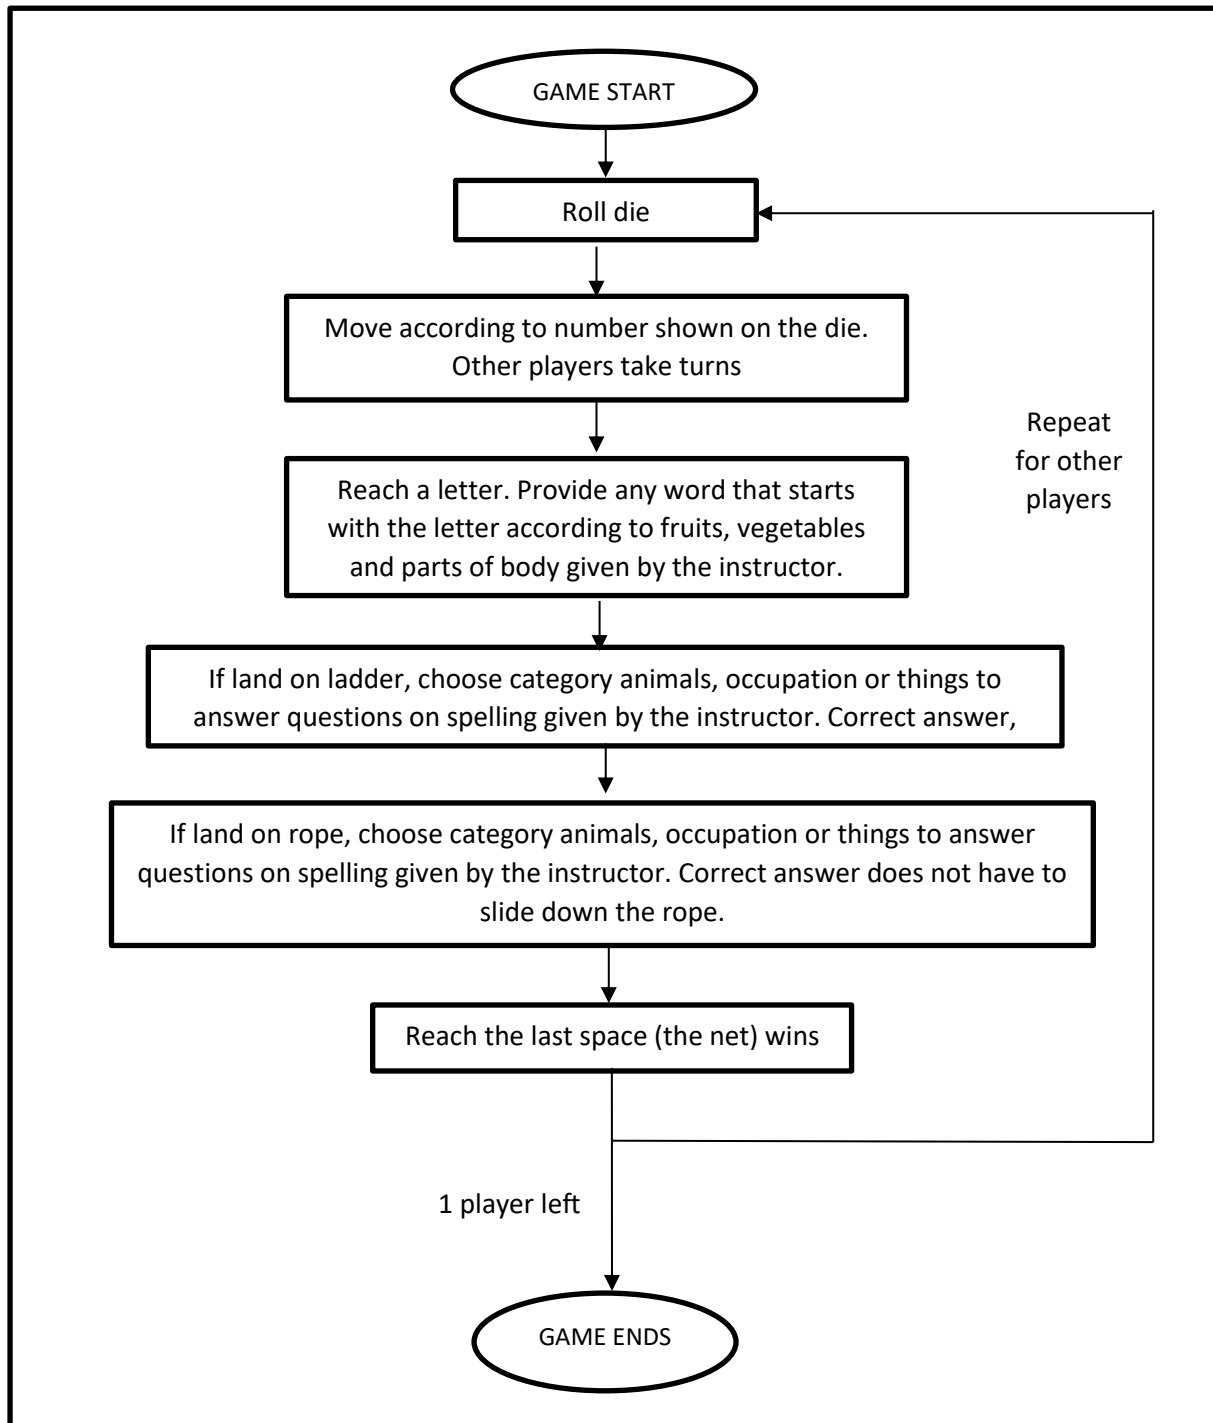 GAME START
Roll die
Move according to number shown on the die.
Other players take turns
Repeat
for other
players
Reach a letter. Provide any word that starts
with the letter according to fruits, vegetables
and parts of body given by the instructor.
If land on ladder, choose category animals, occupation or things to
answer questions on spelling given by the instructor. Correct answer,
If land on rope, choose category animals, occupation or things to answer
questions on spelling given by the instructor. Correct answer does not have to
slide down the rope.
Reach the last space (the net) wins
1 player left
GAME ENDS